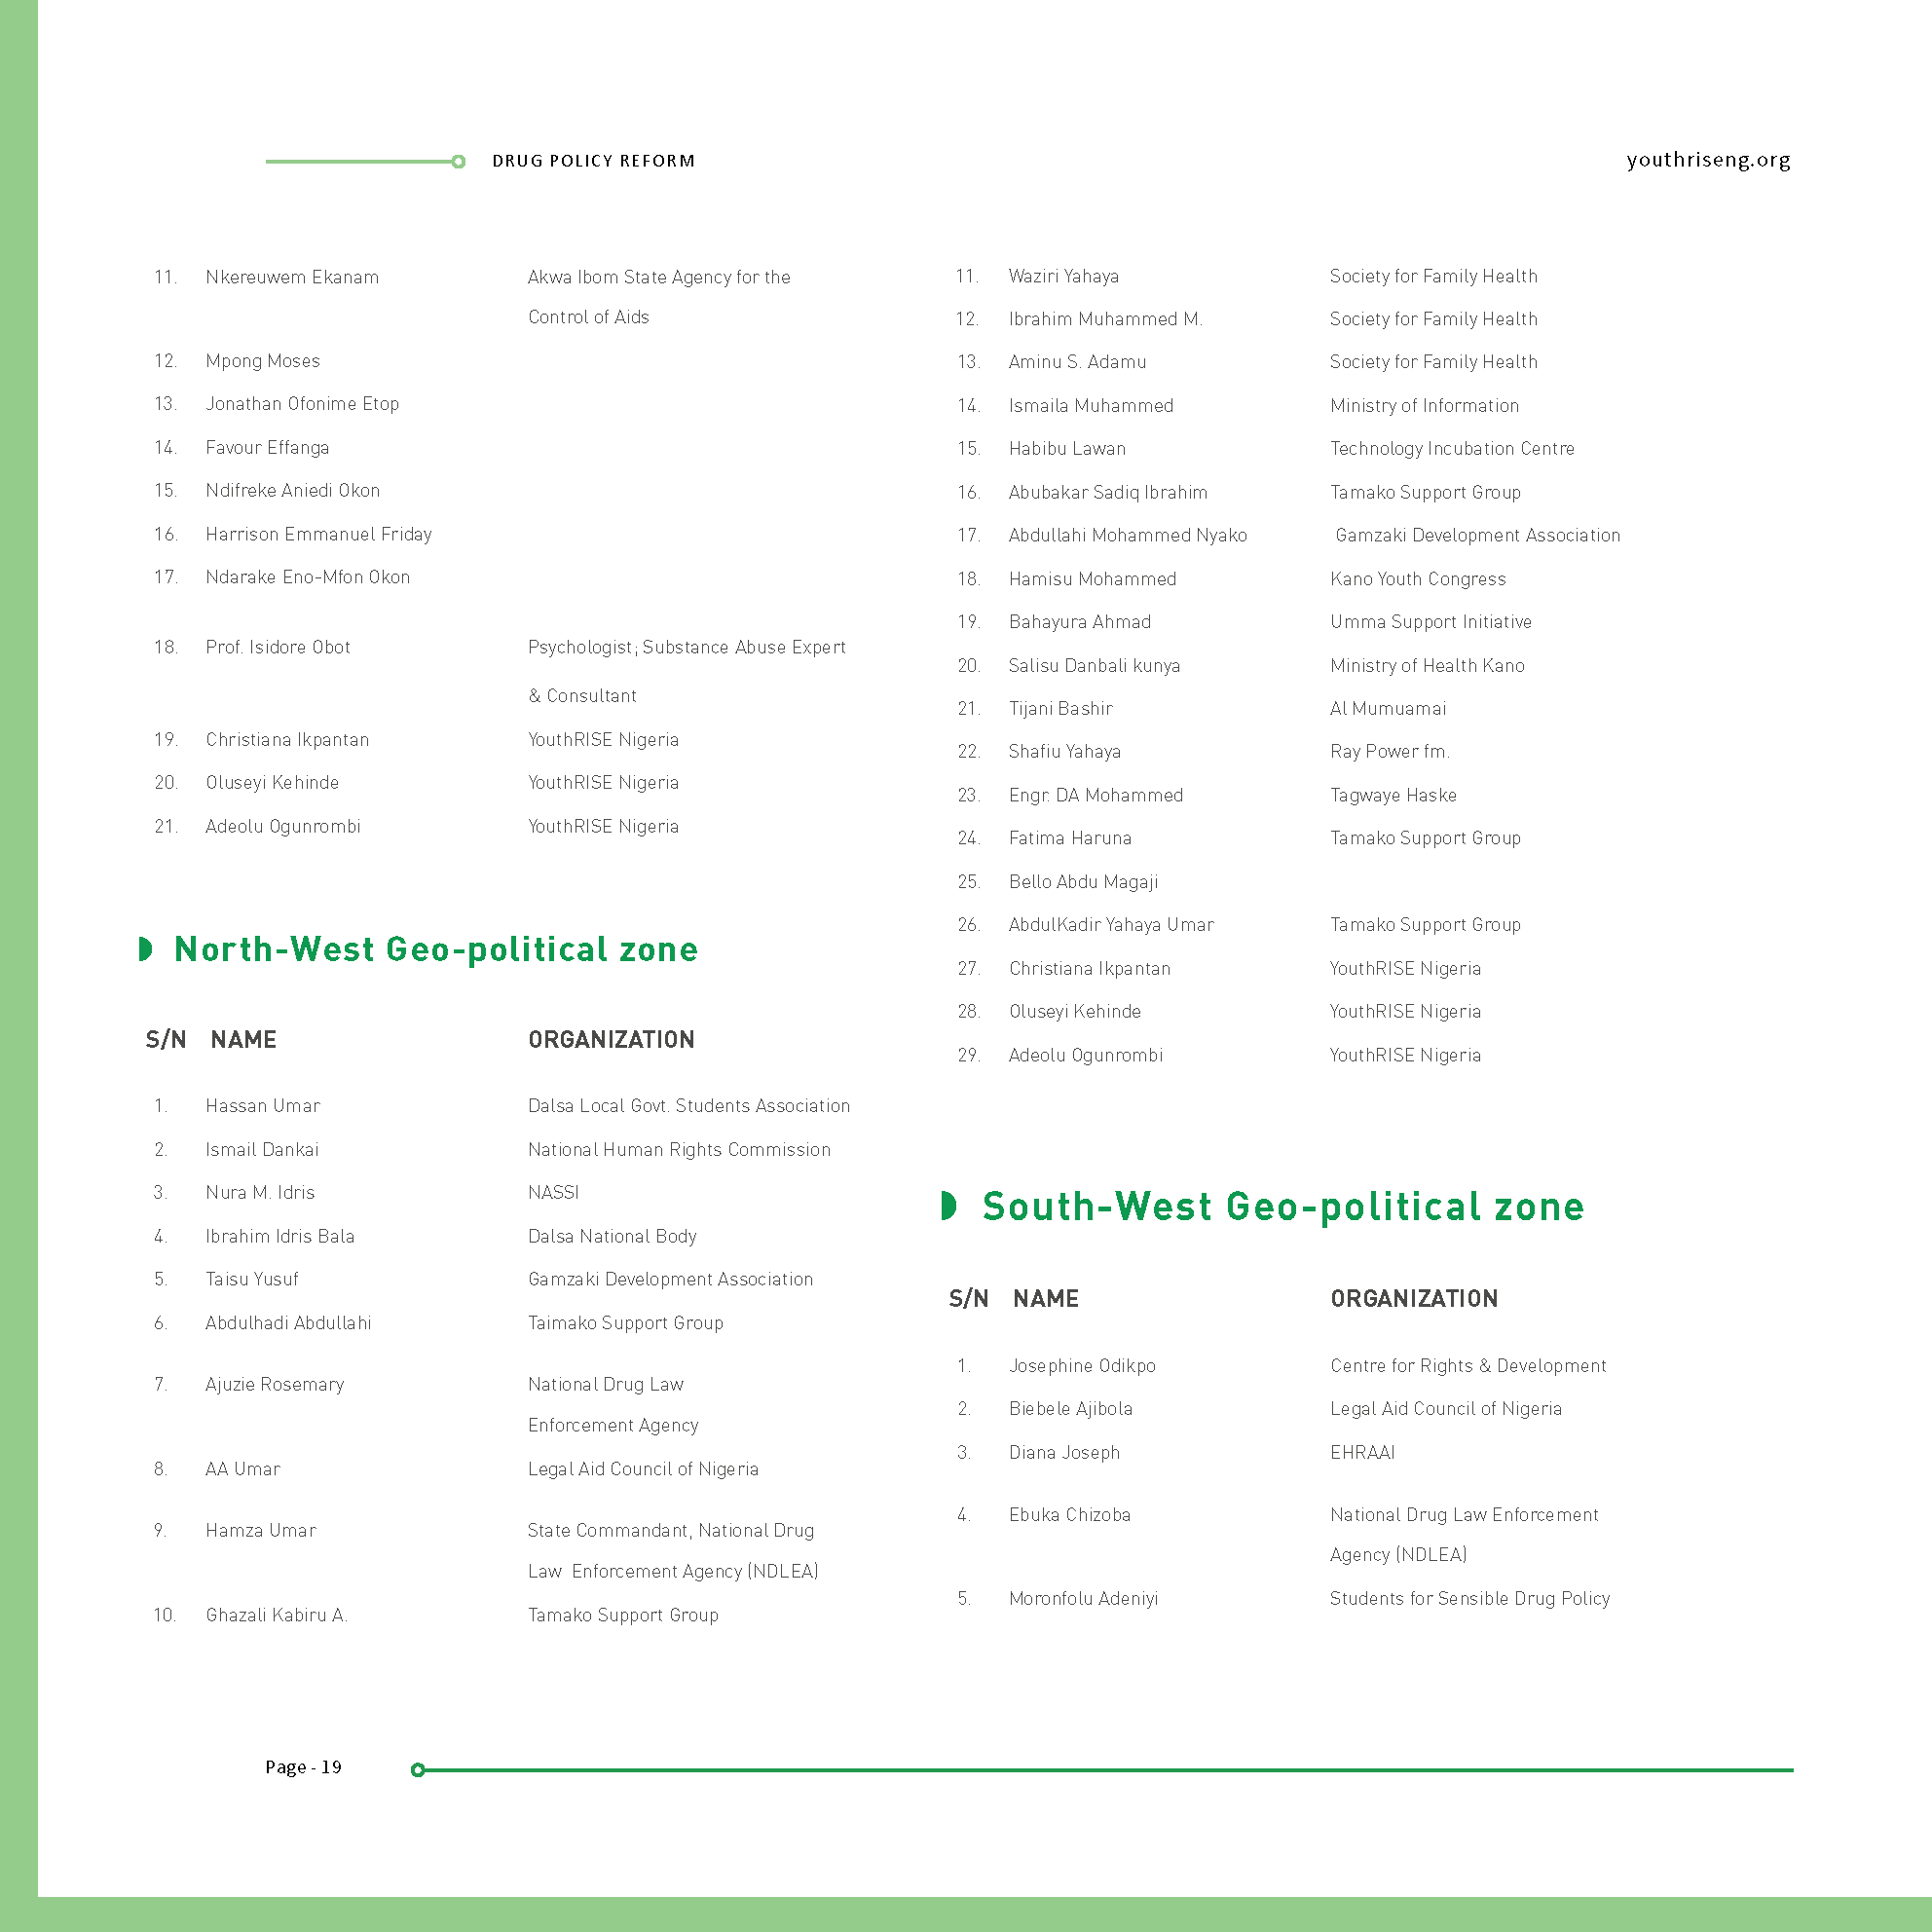 DRUG POLICY REFORM
youthriseng.org
11. Nkereuwem Ekanam Akwa Ibom State Agency for the
Control of Aids
12. Mpong Moses
13. Jonathan Ofonime Etop
14. Favour Effanga
15. Ndifreke Aniedi Okon
16. Harrison Emmanuel Friday
17. Ndarake Eno-Mfon Okon
18. Prof. Isidore Obot Psychologist; Substance Abuse Expert
& Consultant
19. Christiana Ikpantan YouthRISE Nigeria
20. Oluseyi Kehinde YouthRISE Nigeria
21. Adeolu Ogunrombi YouthRISE Nigeria
North-West Geo-political zone
S/N NAME ORGANIZATION
1. Hassan Umar Dalsa Local Govt. Students Association
2. Ismail Dankai National Human Rights Commission
3. Nura M. Idris NASSI
4. Ibrahim Idris Bala Dalsa National Body
5. Taisu Yusuf Gamzaki Development Association
6. Abdulhadi Abdullahi Taimako Support Group
7. Ajuzie Rosemary National Drug Law
Enforcement Agency
8. AA Umar Legal Aid Council of Nigeria
9. Hamza Umar State Commandant, National Drug
Law Enforcement Agency (NDLEA)
10. Ghazali Kabiru A. Tamako Support Group
11. Waziri Yahaya Society for Family Health
12. Ibrahim Muhammed M. Society for Family Health
13. Aminu S. Adamu Society for Family Health
14. Ismaila Muhammed Ministry of Information
15. Habibu Lawan Technology Incubation Centre
16. Abubakar Sadiq Ibrahim Tamako Support Group
17. Abdullahi Mohammed Nyako Gamzaki Development Association
18. Hamisu Mohammed Kano Youth Congress
19. Bahayura Ahmad Umma Support Initiative
20. Salisu Danbali kunya Ministry of Health Kano
21. Tijani Bashir Al Mumuamai
22. Shafiu Yahaya Ray Power fm.
23. Engr. DA Mohammed Tagwaye Haske
24. Fatima Haruna Tamako Support Group
25. Bello Abdu Magaji
26. AbdulKadir Yahaya Umar Tamako Support Group
27. Christiana Ikpantan YouthRISE Nigeria
28. Oluseyi Kehinde YouthRISE Nigeria
29. Adeolu Ogunrombi YouthRISE Nigeria
South-West Geo-political zone
S/N NAME ORGANIZATION
1. Josephine Odikpo Centre for Rights & Development
2. Biebele Ajibola Legal Aid Council of Nigeria
3. Diana Joseph EHRAAI
4. Ebuka Chizoba National Drug Law Enforcement
Agency (NDLEA)
5. Moronfolu Adeniyi Students for Sensible Drug Policy
Page - 19